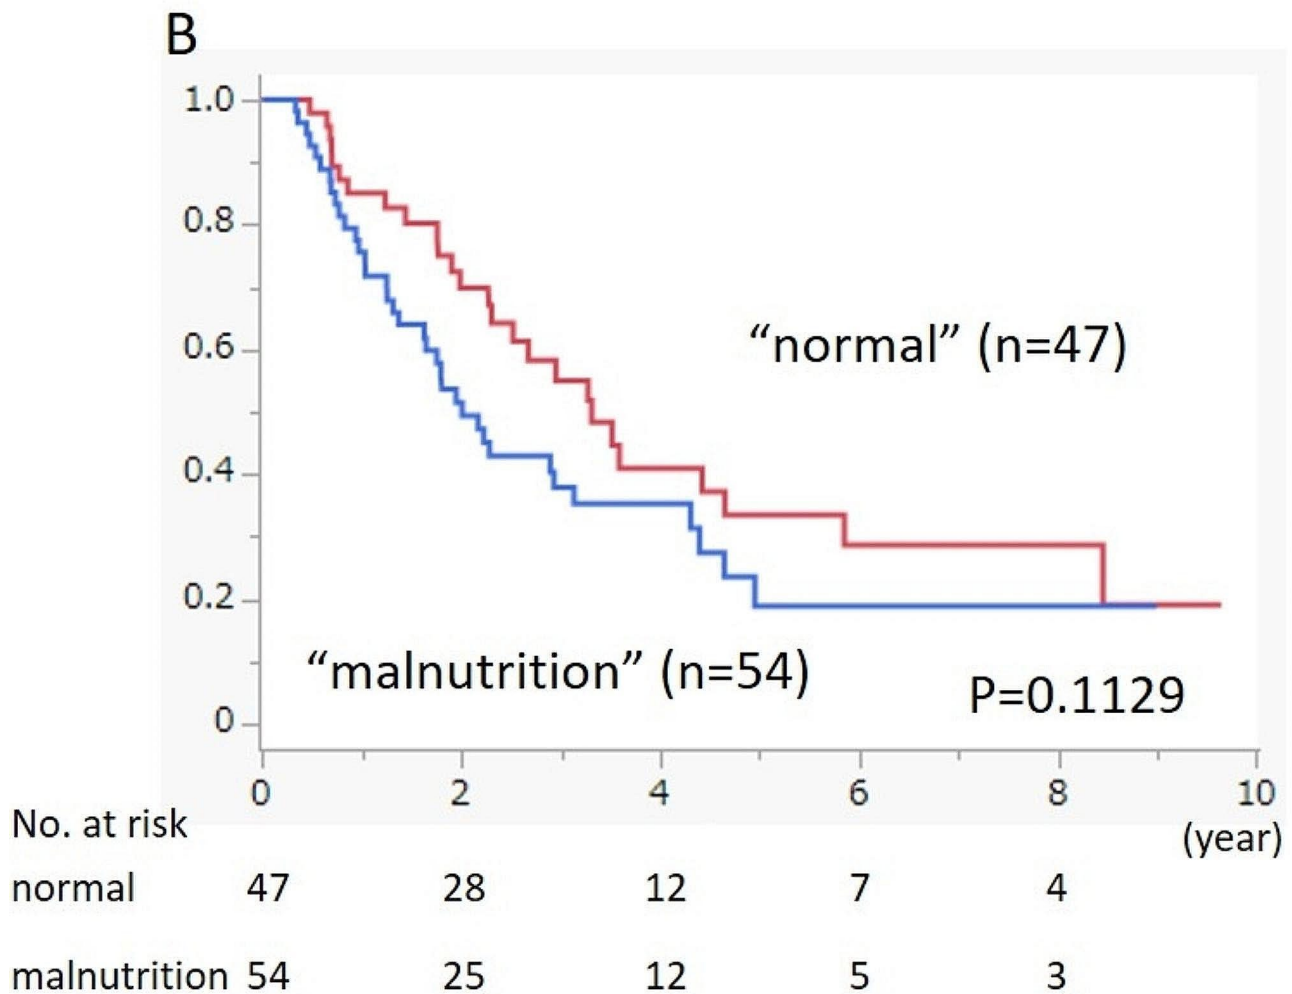 B
1.0
0.8
0.6
0.4
0.2
0
“normal” (n=47)
“malnutrition” (n=54)
P=0.1129
0 2 4 6 8 10
(year)
No. at risk
normal 47 28 12 7 4
malnutrition 54 25 12 5 3